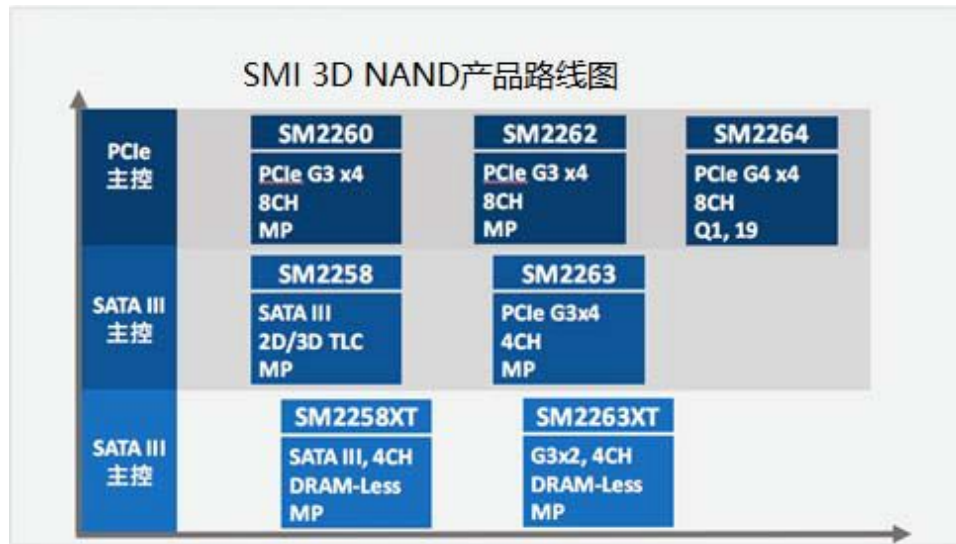 SMI 3D NAND产品路线图
PCIe
主控
SM2260
PCIe G3 x4
8CH
MP
SM2262
PCIe G3 x4
8CH
MP
SM2264
PCIe G4 x4
8CH
Q1, 19
SATA III
主控
SM2258
SATA III
2D/3D TLC
MP
SM2263
PCIe G3x4
4CH
MP
SATA III
主控
SM2258XT
SATA III, 4CH
DRAM-Less
MP
SM2263XT
G3x2, 4CH
DRAM-Less
MP